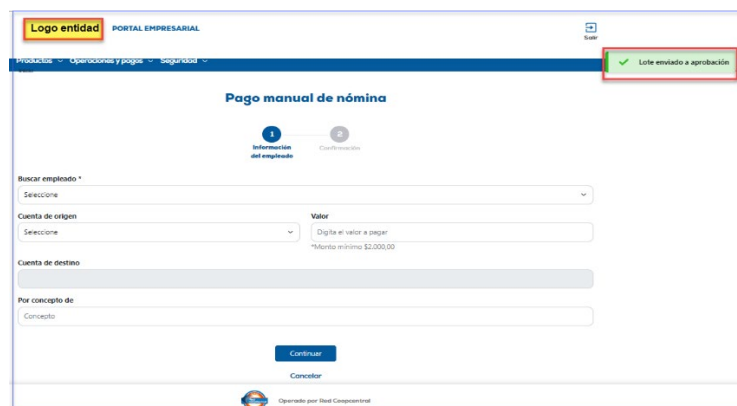 Logo entidad PORTAL EMPRESARIAL
Salir
Productos Operaciones y pagos Seguridad
Lote enviado a aprobación
Pago manual de nómina
1 2
Información del empleado
Confirmación
Buscar empleado *
Seleccione
Cuenta de origen Valor
Seleccione Digita el valor a pagar
*Monto mínimo $2.000,00
Cuenta de destino
Por concepto de
Concepto
Continuar
Cancelar
Operado por Red Coopcentral